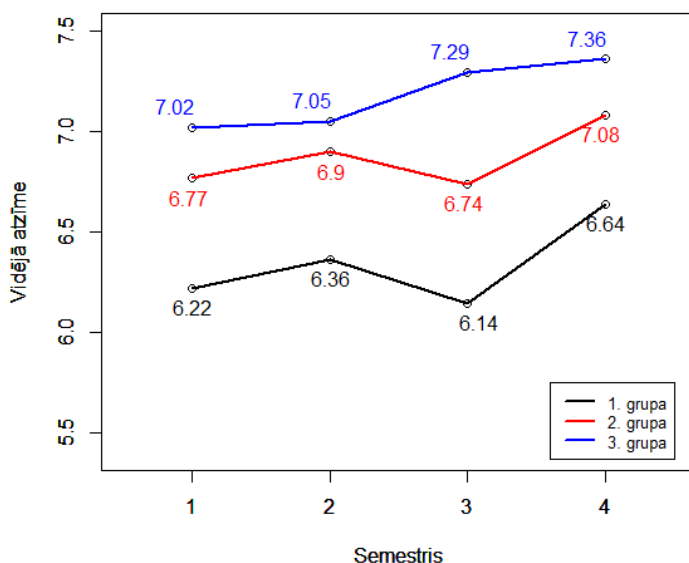 7.5
7.36
7.29
7.02
7.05
7.0
7.08
6.9
6.77
6.74
6.5
6.64
6.36
6.22
6.14
6.0
5.5
Vidējā atzīme
1. grupa
2. grupa
3. grupa
1 2 3 4
Semestris